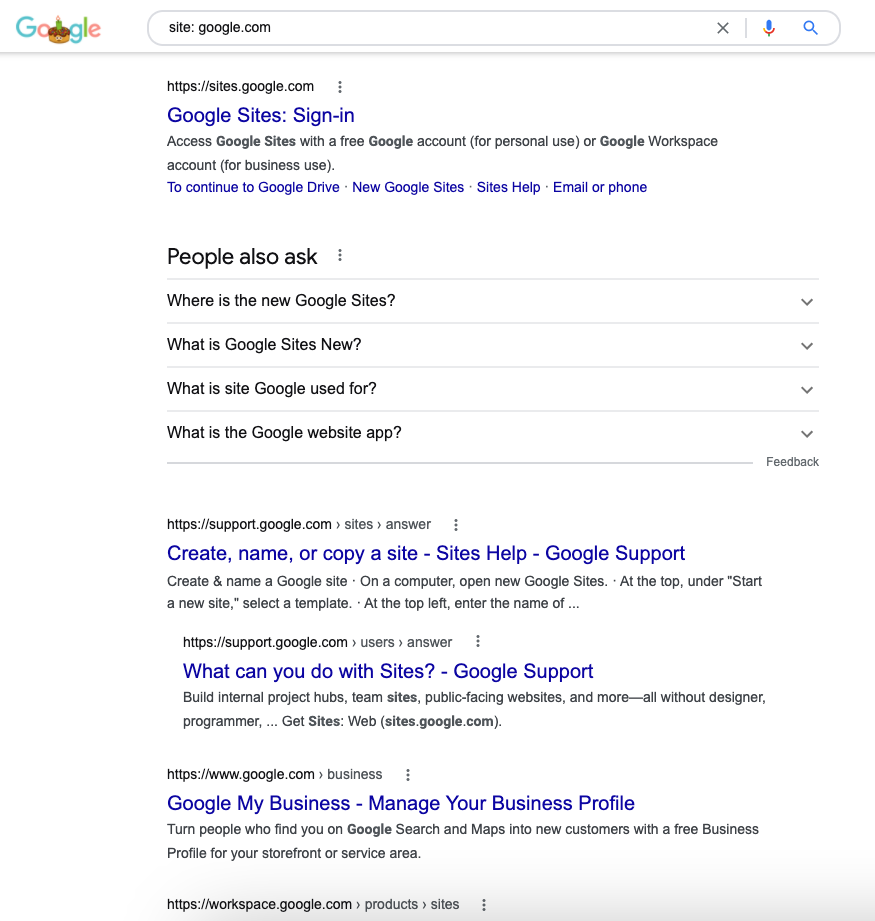 Google
site: google.com
https://sites.google.com
Google Sites: Sign-in
Access Google Sites with a free Google account (for personal use) or Google Workspace
account (for business use).
To continue to Google Drive · New Google Sites · Sites Help · Email or phone
People also ask
Where is the new Google Sites?
What is Google Sites New?
What is site Google used for?
What is the Google website app?
Feedback
https://support.google.com › sites › answer
Create, name, or copy a site - Sites Help - Google Support
Create & name a Google site · On a computer, open new Google Sites. · At the top, under "Start
a new site," select a template. · At the top left, enter the name of ...
https://support.google.com › users › answer
What can you do with Sites? - Google Support
Build internal project hubs, team sites, public-facing websites, and more—all without designer,
programmer, ... Get Sites: Web (sites.google.com).
https://www.google.com › business
Google My Business - Manage Your Business Profile
Turn people who find you on Google Search and Maps into new customers with a free Business
Profile for your storefront or service area.
https://workspace.google.com › products › sites